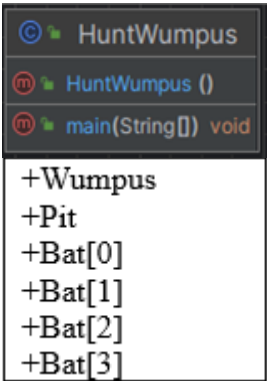 HuntWumpus
HuntWumpus ()
main(String[]) void
+Wumpus
+Pit
+Bat[0]
+Bat[1]
+Bat[2]
+Bat[3]